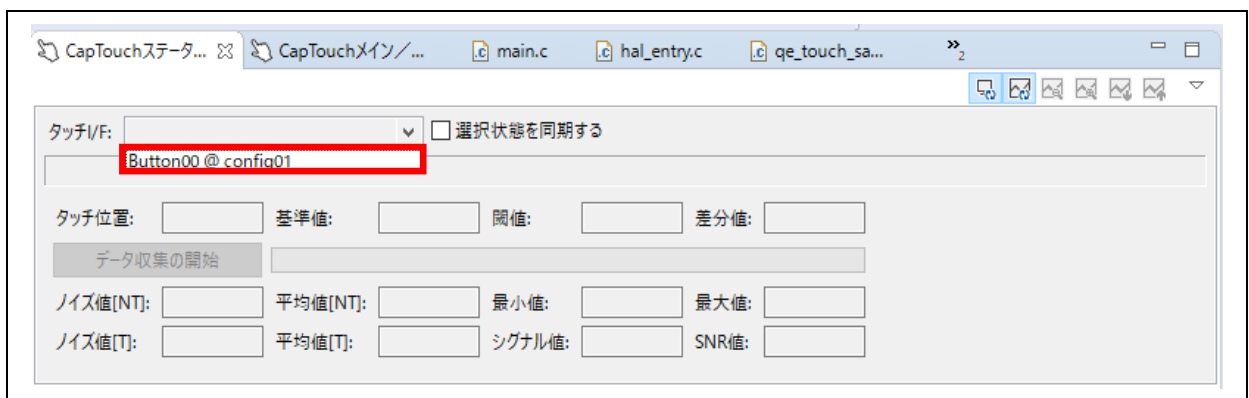 CapTouchステータ... CapTouchメイン／... main.c hal_entry.c qe_touch_sa... »2
タッチI/F: 選択状態を同期する
Button00 @ config01
タッチ位置: 基準値: 閾値: 差分値:
データ収集の開始
ノイズ値[NT]: 平均値[NT]: 最小値: 最大値:
ノイズ値[T]: 平均値[T]: シグナル値: SNR値: